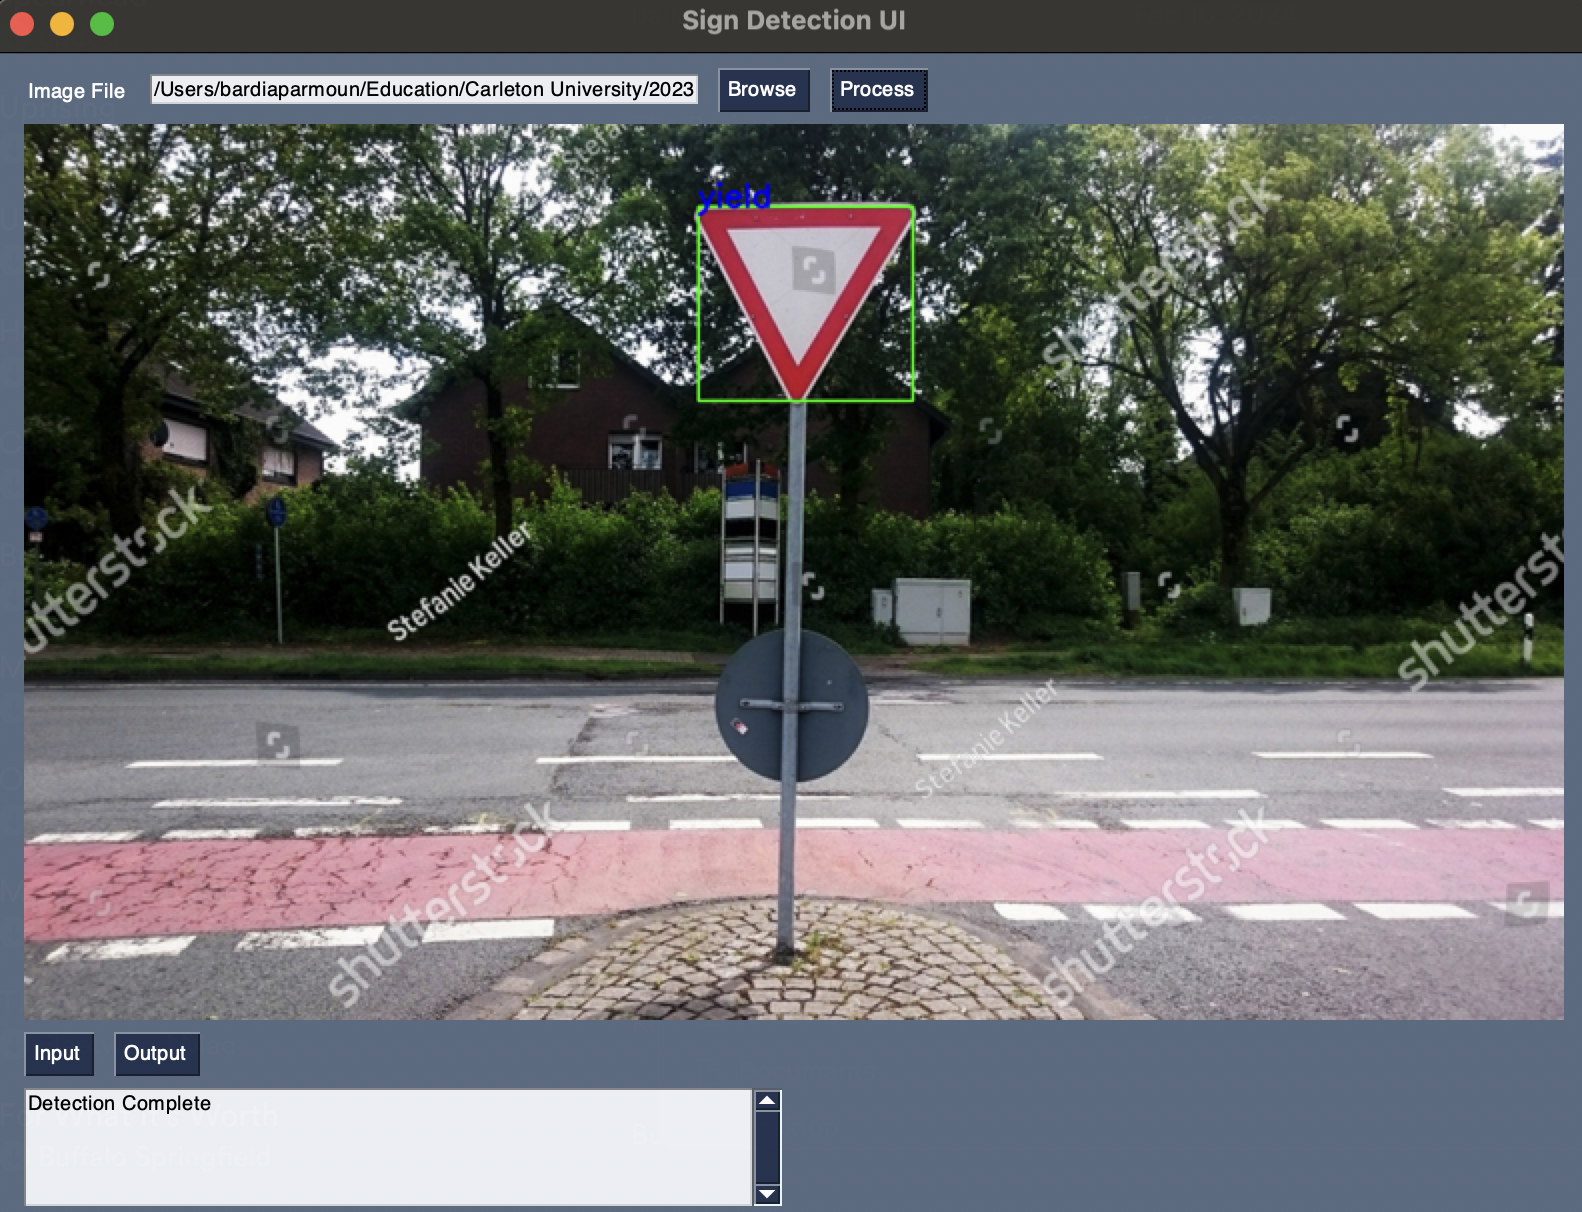 Sign Detection UI
Image File /Users/bardiaparmoun/Education/Carleton University/2023 Browse Process
yield
shutterstock
shutterstock
Stefanie Keller
shutterstock
Stefanie Keller
shutterstock
shutterstock
Input Output
Detection Complete